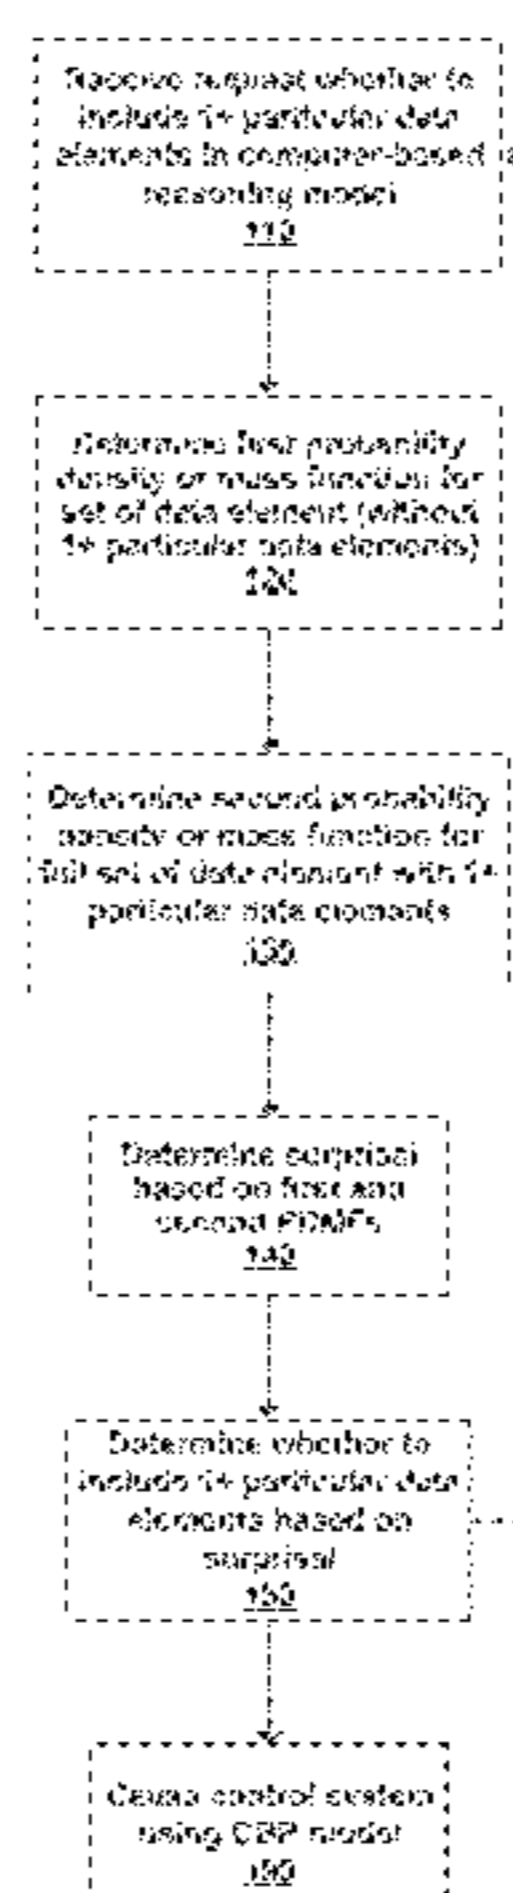 Receive request whether to
include 1+ particular data
elements in computer-based
reasoning model
110
Determine first probability
density or mass function for
set of data element (without
1+ particular data elements)
120
Determine second probability
density or mass function for
full set of data element with 1+
particular data elements
130
Determine surprisal
based on first and
second PDMFs
140
Determine whether to
include 1+ particular data
elements based on
surprisal
150
control system
using model